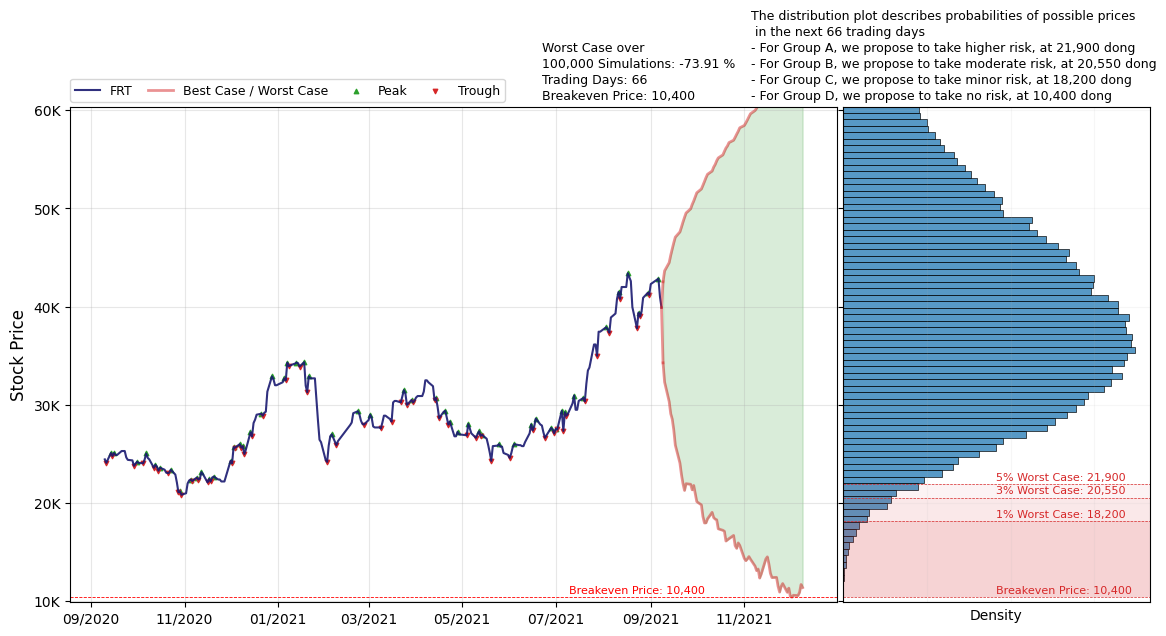 The distribution plot describes probabilities of possible prices
in the next 66 trading days
- For Group A, we propose to take higher risk, at 21,900 dong
- For Group B, we propose to take moderate risk, at 20,550 dong
- For Group C, we propose to take minor risk, at 18,200 dong
- For Group D, we propose to take no risk, at 10,400 dong
Worst Case over
100,000 Simulations: -73.91 %
Trading Days: 66
Breakeven Price: 10,400
FRT Best Case / Worst Case Peak Trough
60K
50K
40K
30K
20K
10K
Stock Price
5% Worst Case: 21,900
3% Worst Case: 20,550
1% Worst Case: 18,200
Breakeven Price: 10,400
Breakeven Price: 10,400
09/2020 11/2020 01/2021 03/2021 05/2021 07/2021 09/2021 11/2021
Density